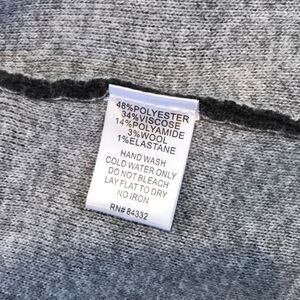 48%POLYESTER
34%VISCOSE
14%POLYAMIDE
3%WOOL
1%ELASTANE
HAND WASH
COLD WATER ONLY
DO NOT BLEACH
LAY FLAT TO DRY
NO IRON
RN# 84332